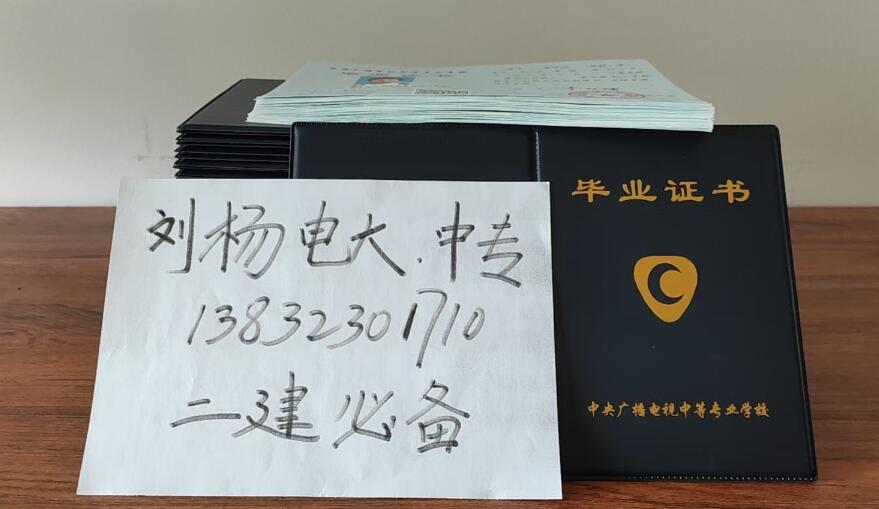 毕业证书
中央广播电视中等专业学校
刘杨电大.中专
13832301710
二建必备